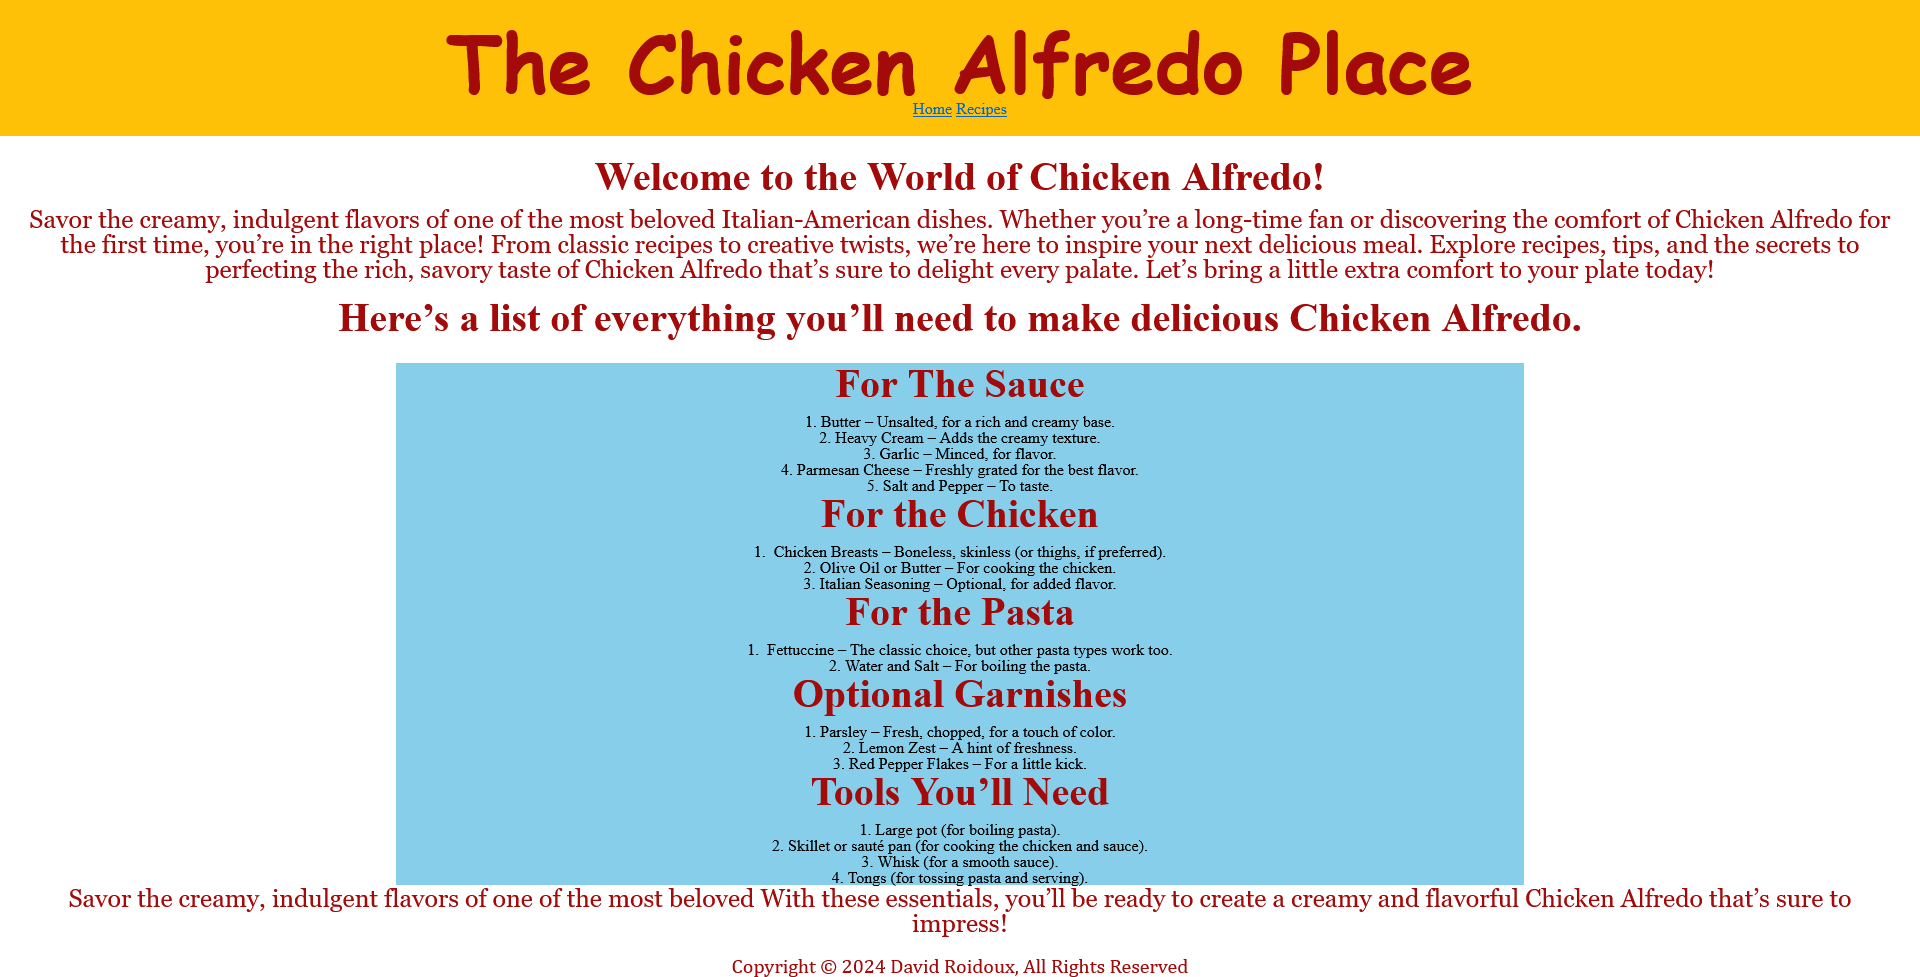 The Chicken Alfredo Place
Home Recipes
Welcome to the World of Chicken Alfredo!
Savor the creamy, indulgent flavors of one of the most beloved Italian-American dishes. Whether you’re a long-time fan or discovering the comfort of Chicken Alfredo for
the first time, you’re in the right place! From classic recipes to creative twists, we’re here to inspire your next delicious meal. Explore recipes, tips, and the secrets to
perfecting the rich, savory taste of Chicken Alfredo that’s sure to delight every palate. Let’s bring a little extra comfort to your plate today!
Here’s a list of everything you’ll need to make delicious Chicken Alfredo.
For The Sauce
1. Butter – Unsalted, for a rich and creamy base.
2. Heavy Cream – Adds the creamy texture.
3. Garlic – Minced, for flavor.
4. Parmesan Cheese – Freshly grated for the best flavor.
5. Salt and Pepper – To taste.
For the Chicken
1. Chicken Breasts – Boneless, skinless (or thighs, if preferred).
2. Olive Oil or Butter – For cooking the chicken.
3. Italian Seasoning – Optional, for added flavor.
For the Pasta
1. Fettuccine – The classic choice, but other pasta types work too.
2. Water and Salt – For boiling the pasta.
Optional Garnishes
1. Parsley – Fresh, chopped, for a touch of color.
2. Lemon Zest – A hint of freshness.
3. Red Pepper Flakes – For a little kick.
Tools You’ll Need
1. Large pot (for boiling pasta).
2. Skillet or sauté pan (for cooking the chicken and sauce).
3. Whisk (for a smooth sauce).
4. Tongs (for tossing pasta and serving).
Savor the creamy, indulgent flavors of one of the most beloved With these essentials, you’ll be ready to create a creamy and flavorful Chicken Alfredo that’s sure to
impress!
Copyright © 2024 David Roidoux, All Rights Reserved